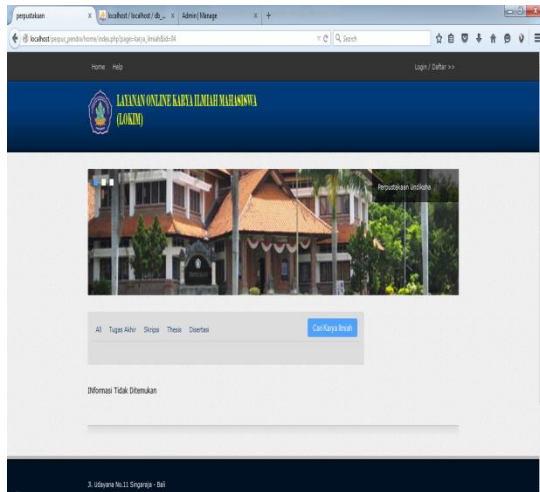 perpustakaan x localhost / localhost / db_... x Admin | Manage x +
localhost/perpus_pendor/home/index.php?page=karya_ilmiah&id=04 Search
Home Help Login / Daftar >>
LAYANAN ONLINE KARYA ILMIAH MAHASISWA
(LOKIM)
Perpustakaan Undiksha
All Tugas Akhir Skripsi Thesis Disertasi Cari Karya Ilmiah
INformasi Tidak Ditemukan
Jl. Udayana No.11 Singaraja - Bali